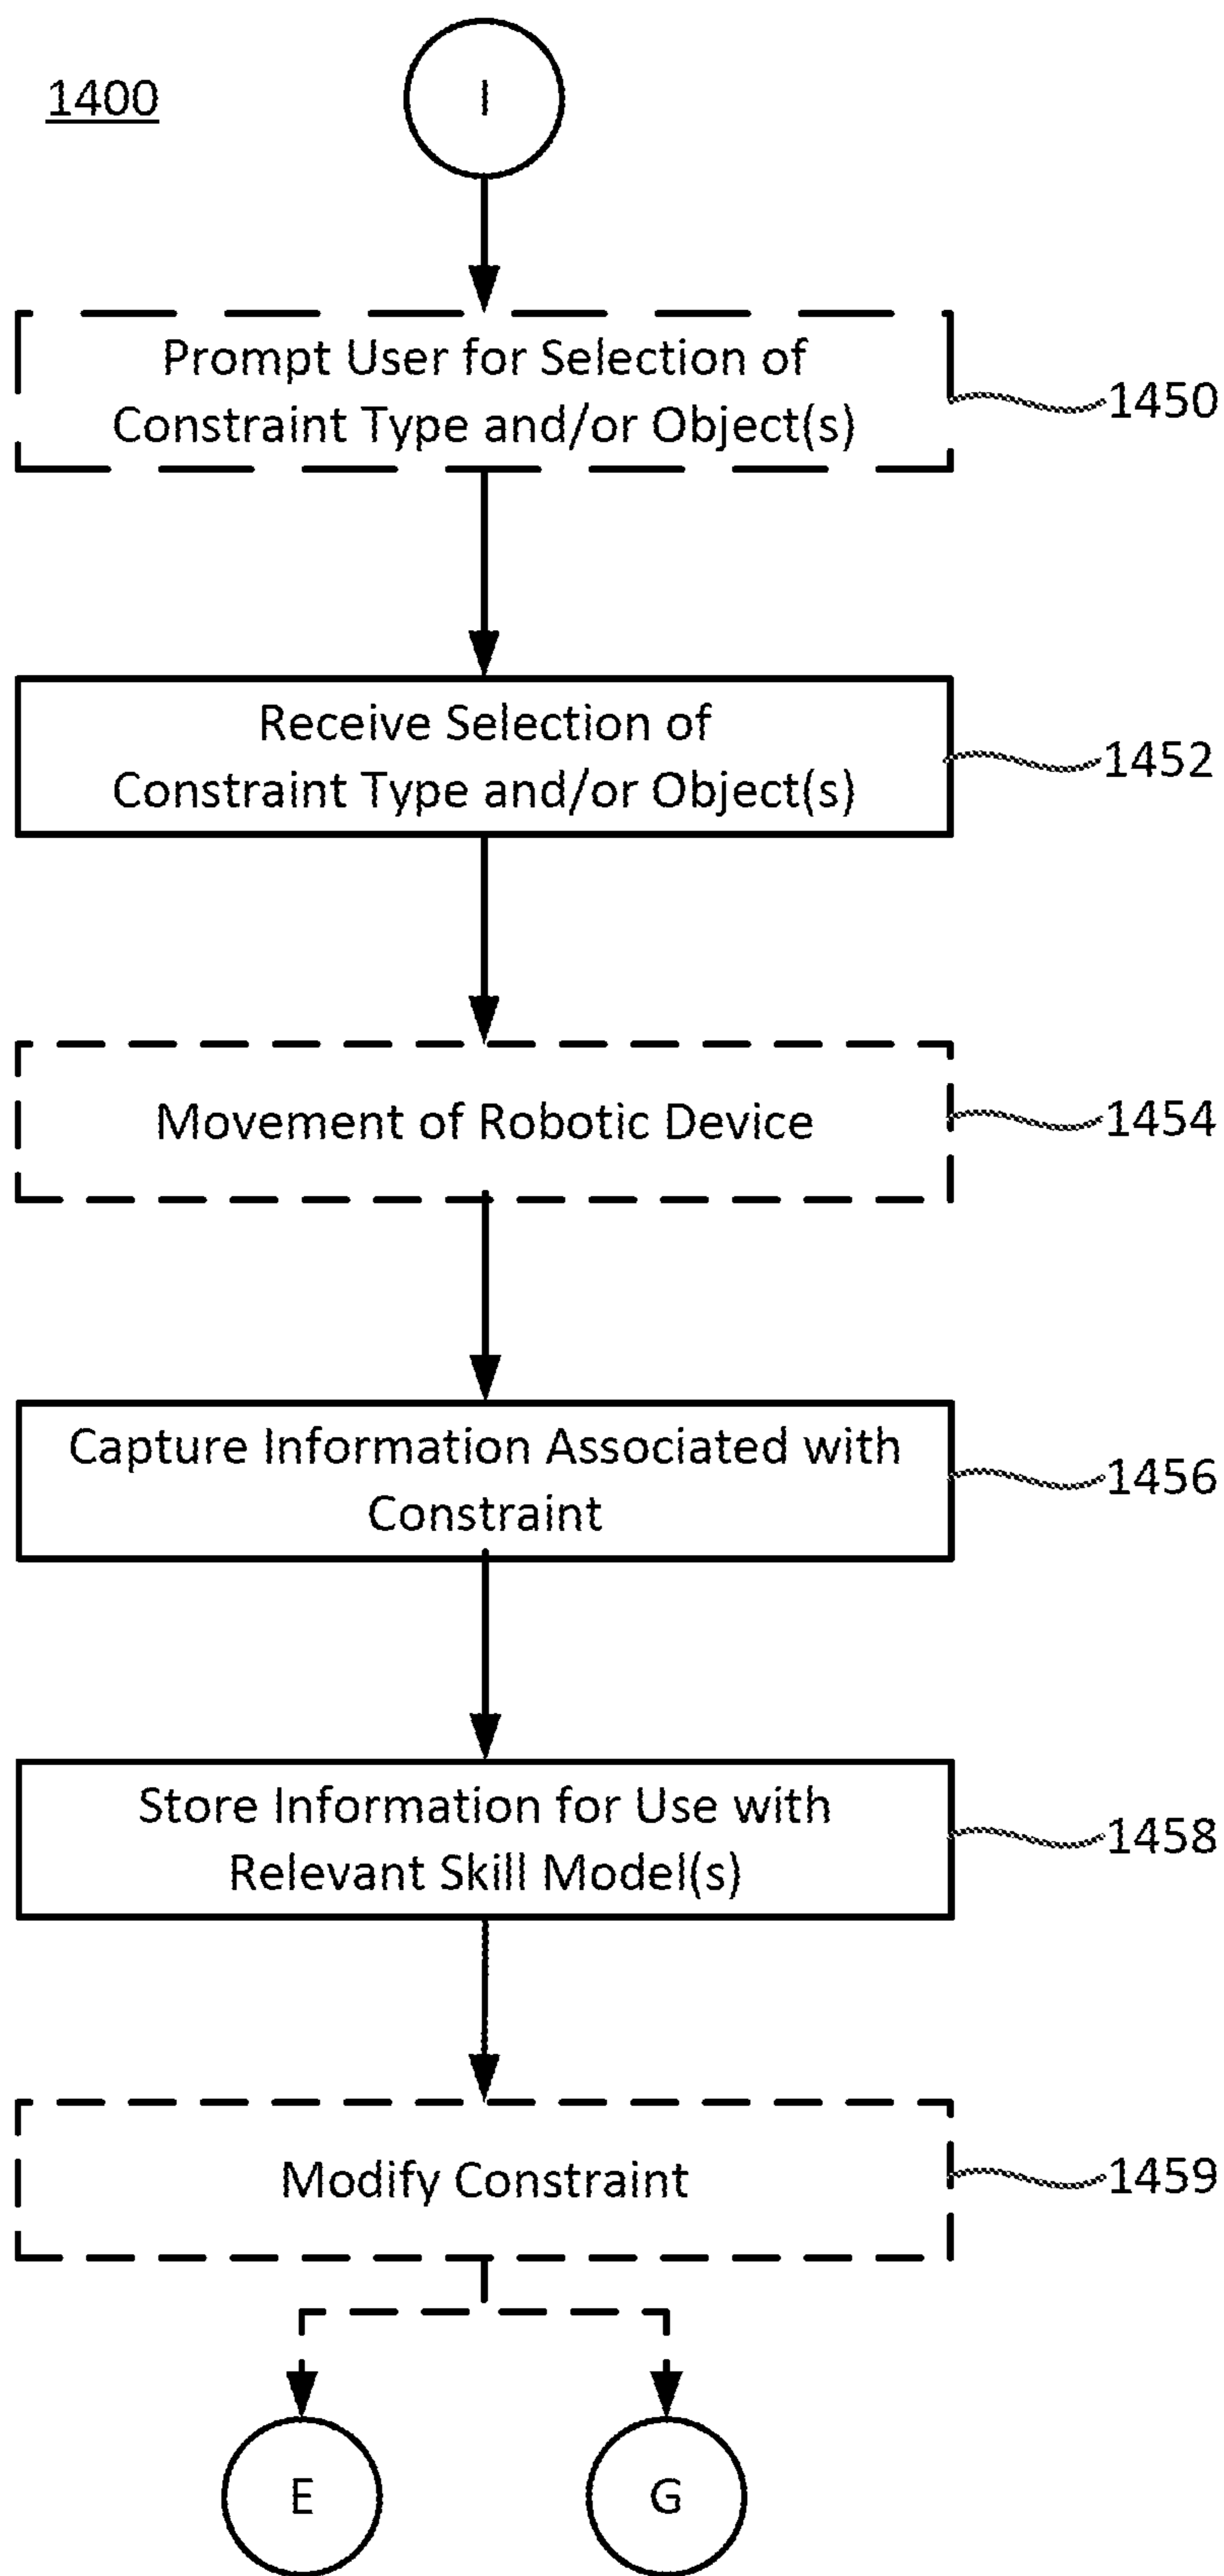 1400
I
Prompt User for Selection of
Constraint Type and/or Object(s)
1450
Receive Selection of
Constraint Type and/or Object(s)
1452
Movement of Robotic Device
1454
Capture Information Associated with
Constraint
1456
Store Information for Use with
Relevant Skill Model(s)
1458
Modify Constraint
1459
E
G